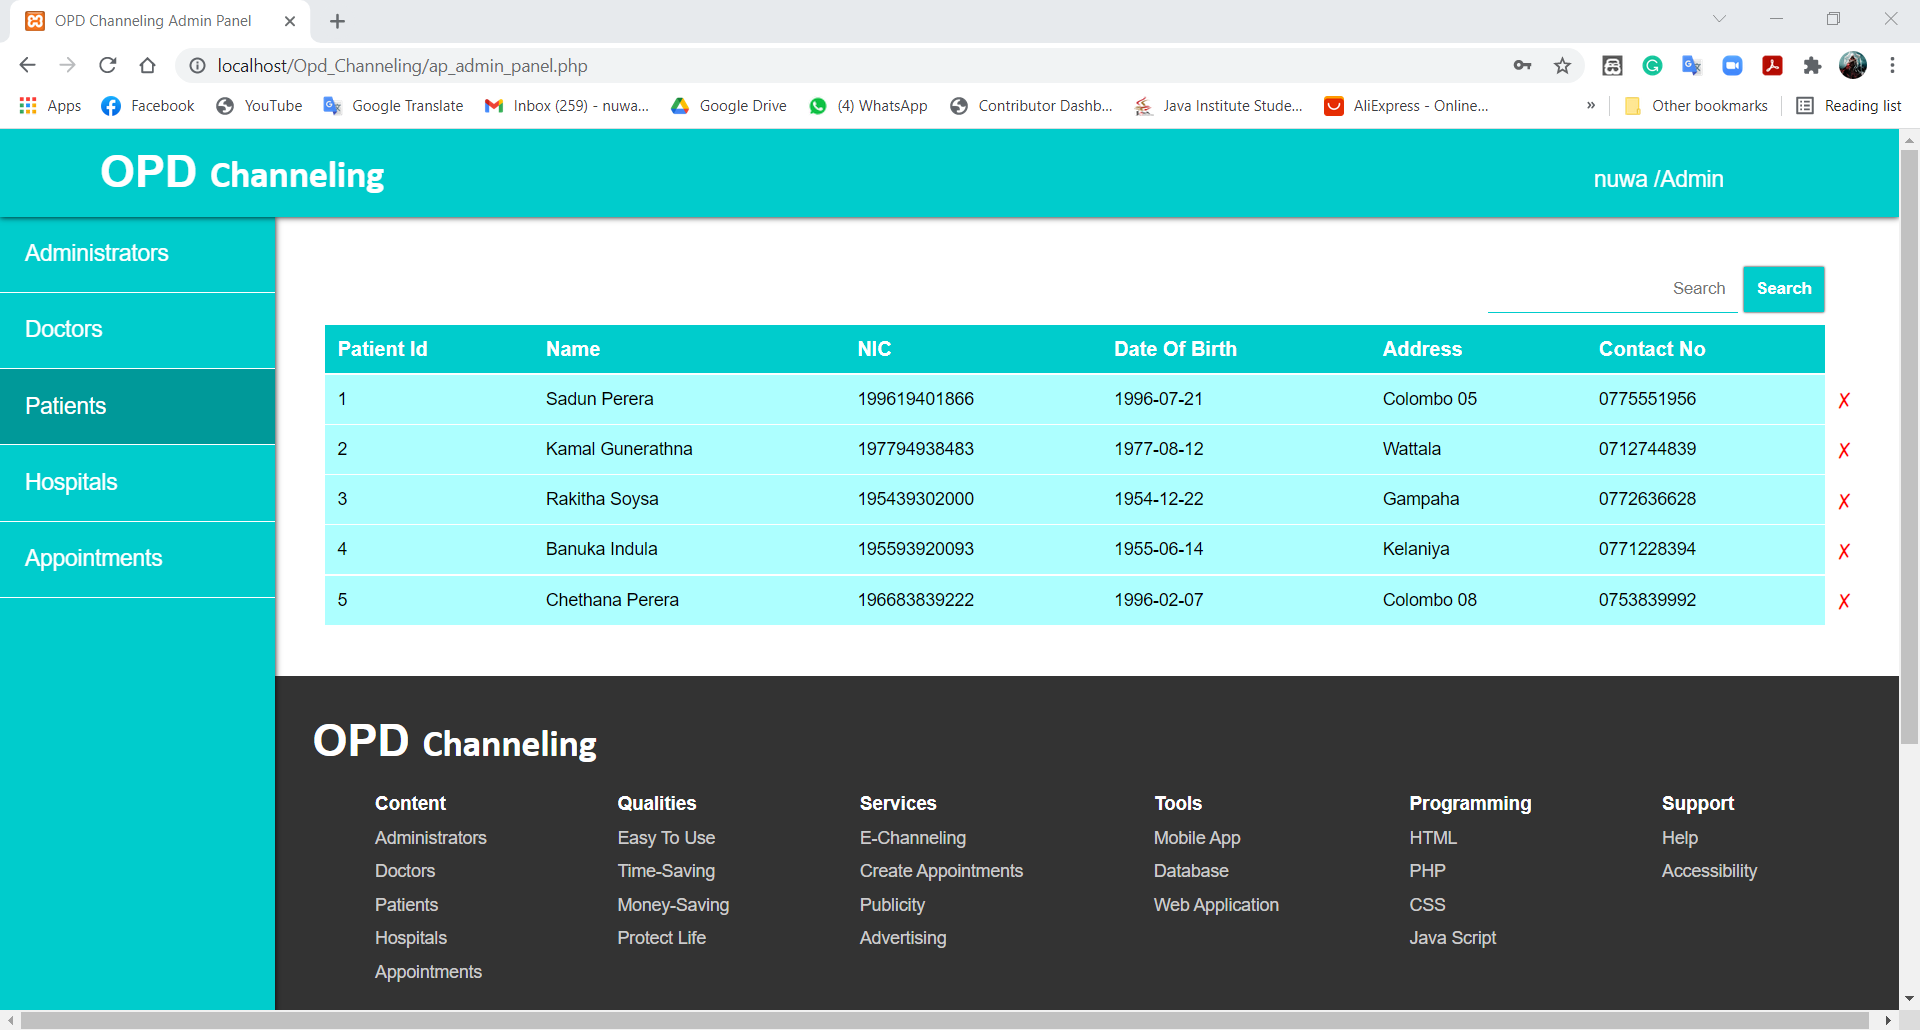 OPD Channeling Admin Panel
localhost/Opd_Channeling/ap_admin_panel.php
Apps Facebook YouTube Google Translate Inbox (259) - nuwa... Google Drive (4) WhatsApp Contributor Dashb... Java Institute Stude... AliExpress - Online... » Other bookmarks Reading list
OPD Channeling
nuwa /Admin
Administrators
Doctors
Patients
Hospitals
Appointments
Search Search
Patient Id Name NIC Date Of Birth Address Contact No
1 Sadun Perera 199619401866 1996-07-21 Colombo 05 0775551956 ✗
2 Kamal Gunerathna 197794938483 1977-08-12 Wattala 0712744839 ✗
3 Rakitha Soysa 195439302000 1954-12-22 Gampaha 0772636628 ✗
4 Banuka Indula 195593920093 1955-06-14 Kelaniya 0771228394 ✗
5 Chethana Perera 196683839222 1996-02-07 Colombo 08 0753839992 ✗
OPD Channeling
Content Qualities Services Tools Programming Support
Administrators Easy To Use E-Channeling Mobile App HTML Help
Doctors Time-Saving Create Appointments Database PHP Accessibility
Patients Money-Saving Publicity Web Application CSS
Hospitals Protect Life Advertising Java Script
Appointments